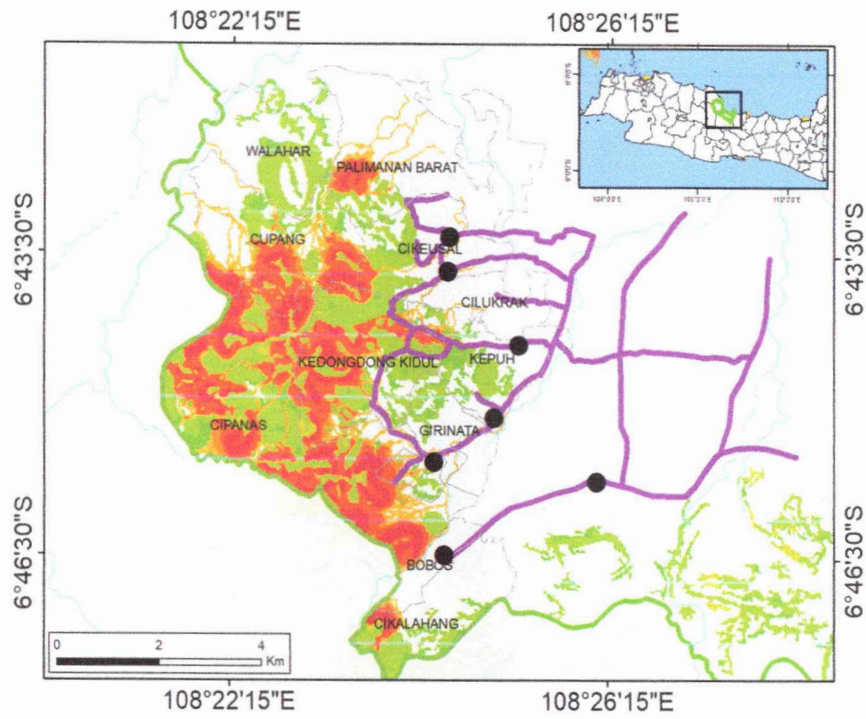 108°22'15"E
108°26'15"E
WALAHAR
PALIMANAN BARAT
6°43'30"S
6°43'30"S
CUPANG
CIKEUSAL
CILUKRAK
KEDONGDONG KIDUL
KEPUH
CIPANAS
GIRINATA
6°46'30"S
6°46'30"S
BOBOS
CIKALAHANG
0
2
4
Km
108°22'15"E
108°26'15"E